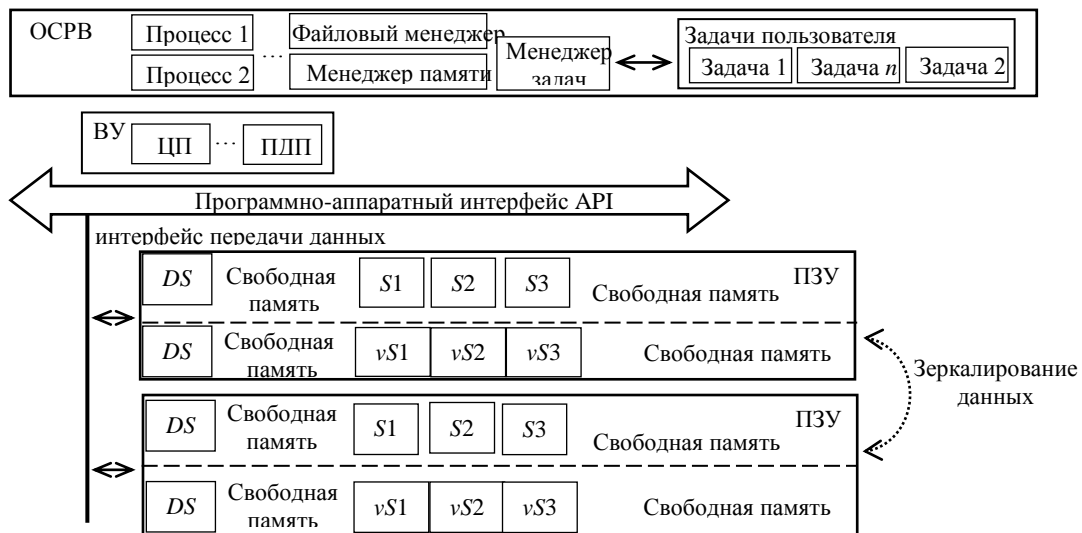 ОСРВ
Процесс 1
...
Файловый менеджер
Процесс 2
Менеджер памяти
Менеджер
задач
Задачи пользователя
Задача 1
Задача n
Задача 2
ВУ
ЦП
...
ПДП
Программно-аппаратный интерфейс API
интерфейс передачи данных
DS
Свободная
память
S1
S2
S3
Свободная память
ПЗУ
DS
Свободная
память
vS1
vS2
vS3
Свободная память
Зеркалирование
данных
DS
Свободная
память
S1
S2
S3
Свободная память
ПЗУ
DS
Свободная
память
vS1
vS2
vS3
Свободная память